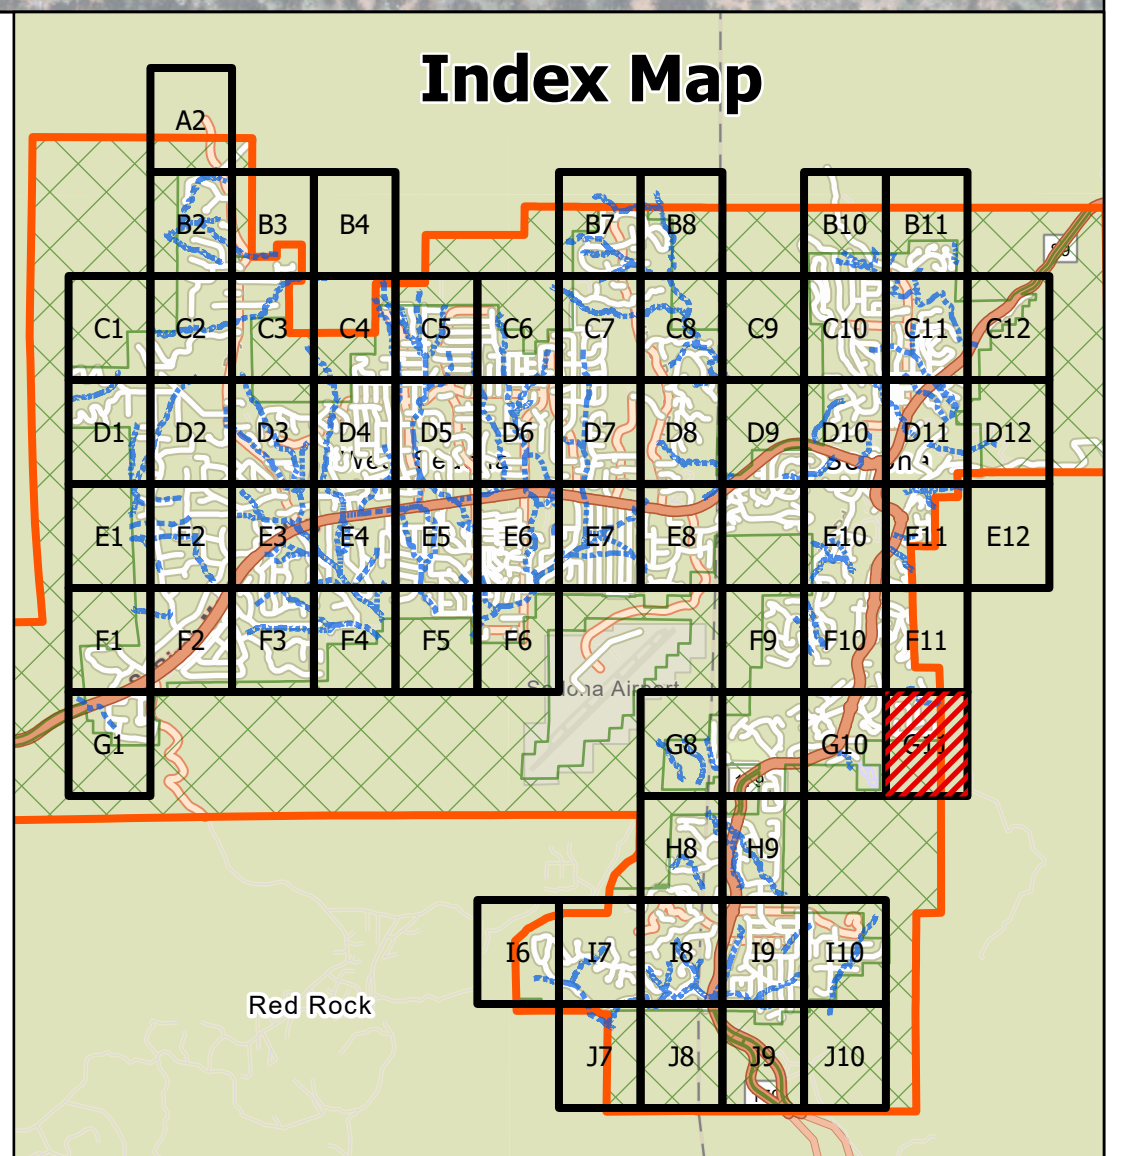 Index Map
A2
B2 B3 B4 B7 B8 B10 B11
C1 C2 C3 C4 C5 C6 C7 C8 C9 C10 C11 C12
D1 D2 D3 D4 D5 D6 D7 D8 D9 D10 D11 D12
E1 E2 E3 E4 E5 E6 E7 E8 E10 E11 E12
F1 F2 F3 F4 F5 F6 F9 F10 F11
Sedona Airport
G1 G8 G10 G11
H8 H9
I6 I7 I8 I9 I10
Red Rock
J7 J8 J9 J10